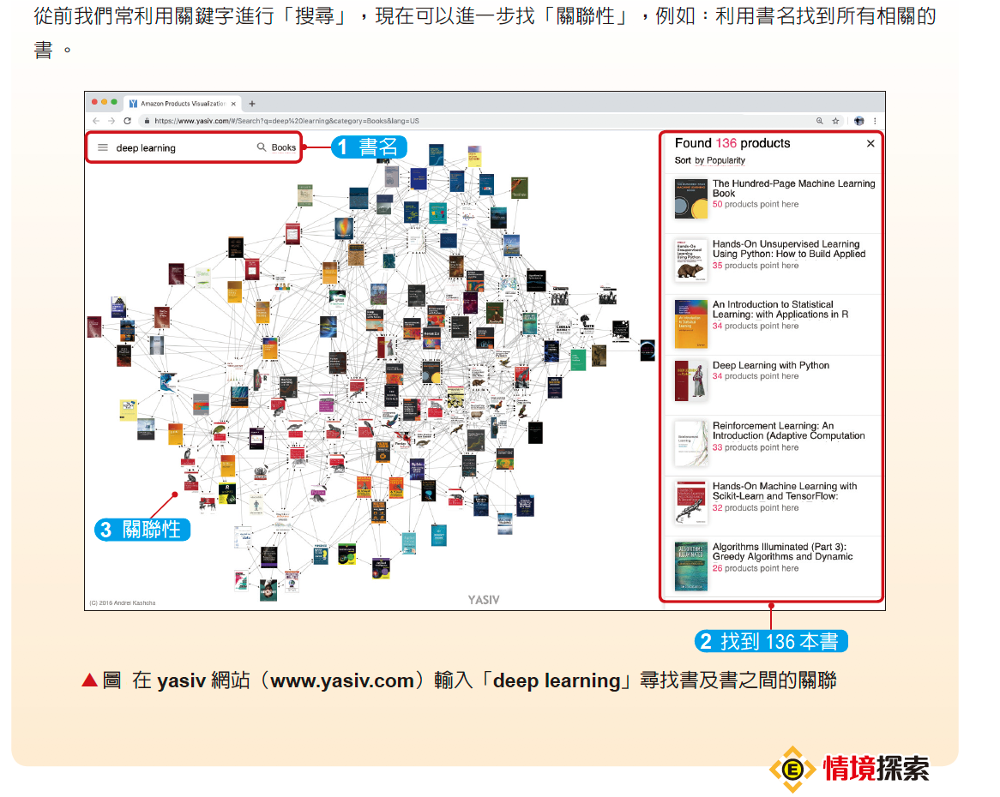 從前我們常利用關鍵字進行「搜尋」，現在可以進一步找「關聯性」，例如：利用書名找到所有相關的
書。
Amazon Products Visualization
https://www.yasiv.com/#/Search?q=deep%20learning&category=Books&lang=US
deep learning Books
1 書名
Found 136 products
Sort by Popularity
The Hundred-Page Machine Learning
Book
50 products point here
Hands-On Unsupervised Learning
Using Python: How to Build Applied
35 products point here
An Introduction to Statistical
Learning: with Applications in R
34 products point here
Deep Learning with Python
34 products point here
Reinforcement Learning: An
Introduction (Adaptive Computation
33 products point here
Hands-On Machine Learning with
Scikit-Learn and TensorFlow:
32 products point here
Algorithms Illuminated (Part 3):
Greedy Algorithms and Dynamic
26 products point here
3 關聯性
(C) 2016 Andrei Kashcha
YASIV
2 找到 136 本書
▲圖 在 yasiv 網站（www.yasiv.com）輸入「deep learning」尋找書及書之間的關聯
E 情境探索